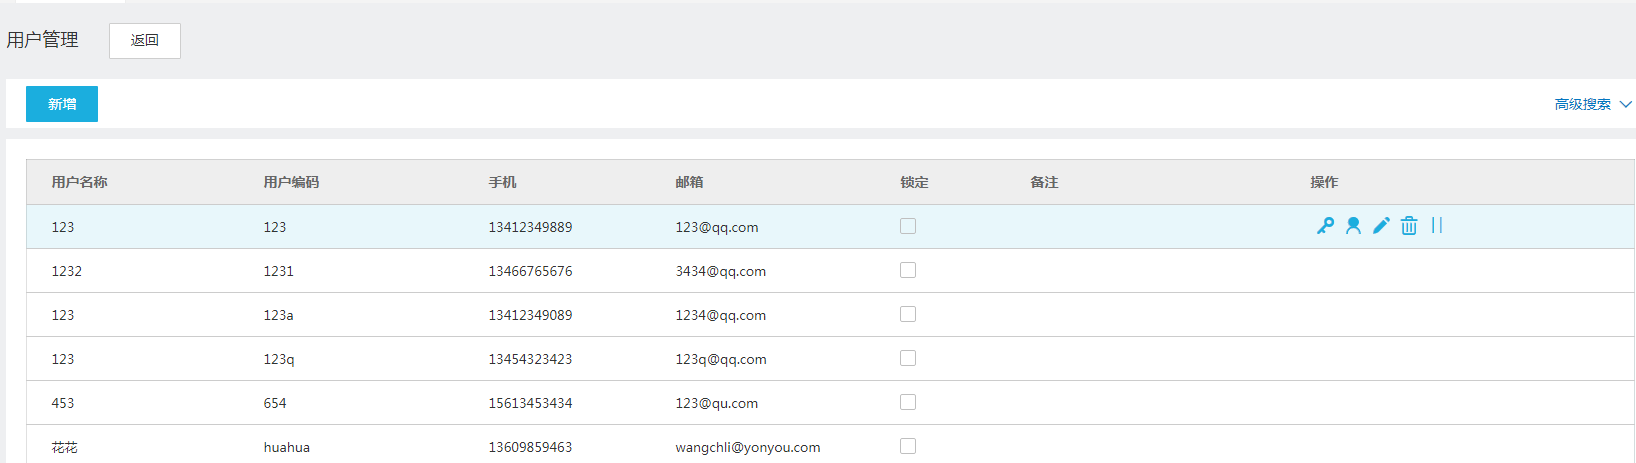 用户管理 返回
新增 高级搜索
用户名称 用户编码 手机 邮箱 锁定 备注 操作
123 123 13412349889 123@qq.com
1232 1231 13466765676 3434@qq.com
123 123a 13412349089 1234@qq.com
123 123q 13454323423 123q@qq.com
453 654 15613453434 123@qu.com
花花 huahua 13609859463 wangchli@yonyou.com